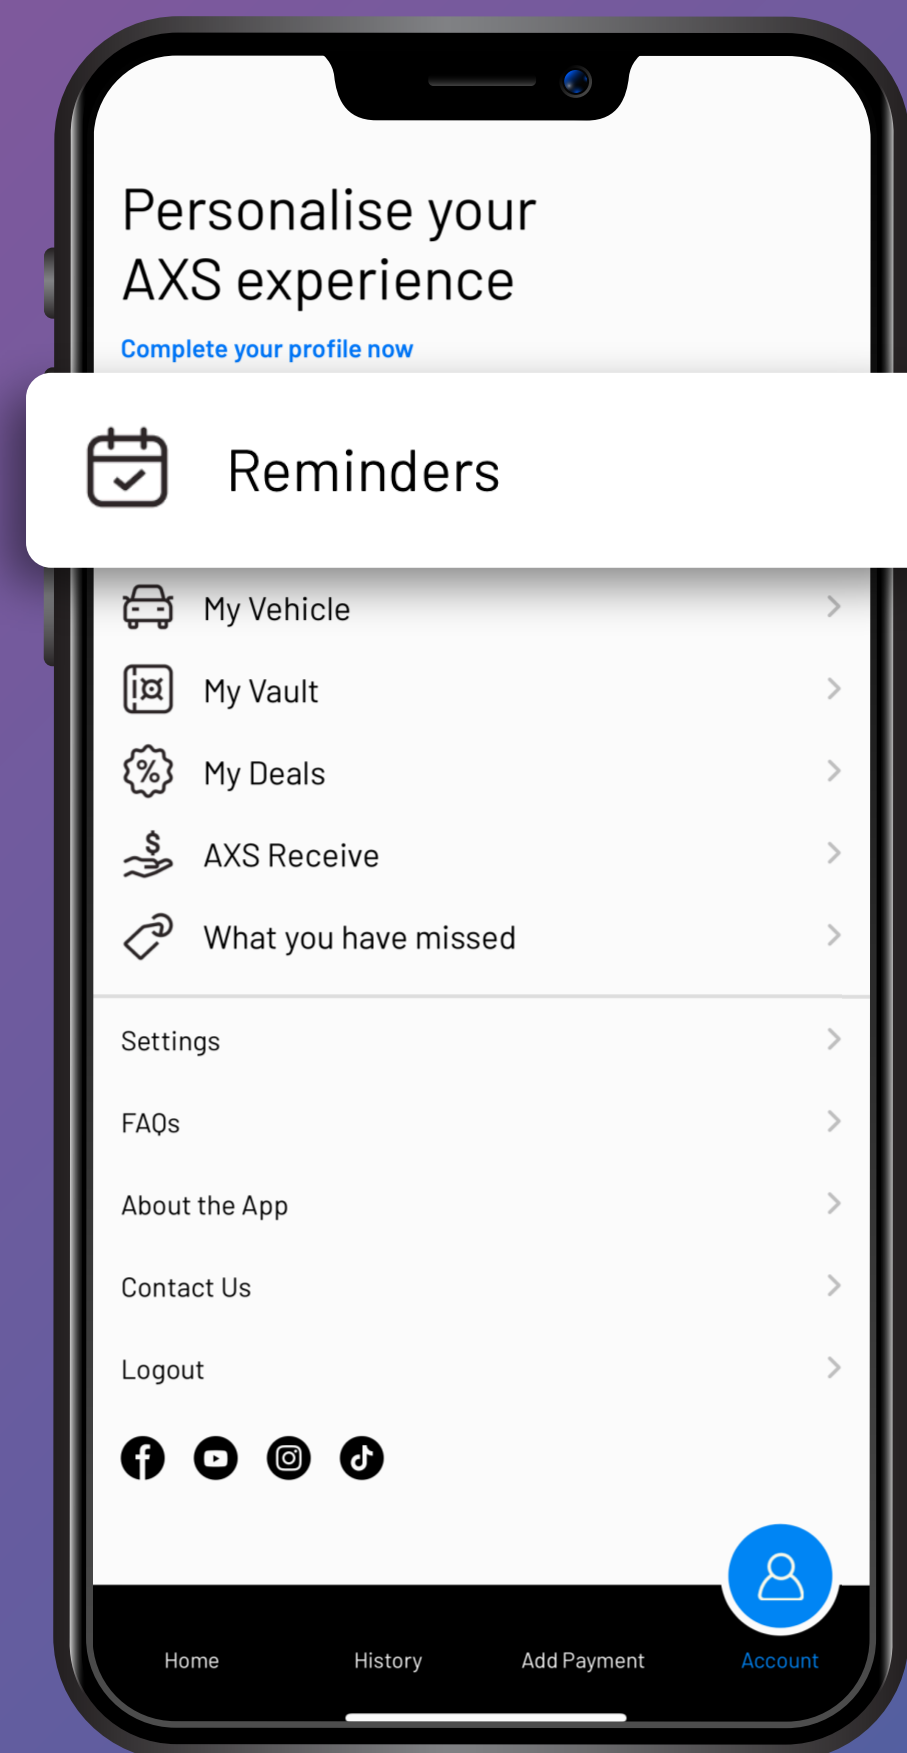 Personalise your
AXS experience
Complete your profile now
Reminders
My Vehicle
My Vault
My Deals
AXS Receive
What you have missed
Settings
FAQs
About the App
Contact Us
Logout
Home History Add Payment Account